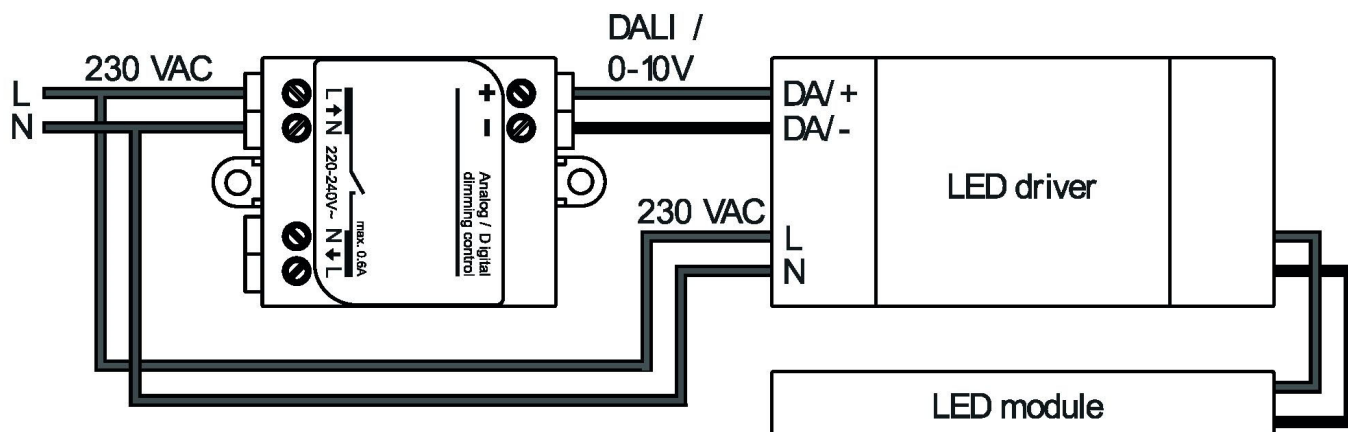 DALI /
0-10V
230 VAC
L
N
L N
220-240V~
N L
max. 0.6A
+
-
Analog / Digital
dimming control
DA/ +
DA/ -
LED driver
230 VAC
L
N
LED module